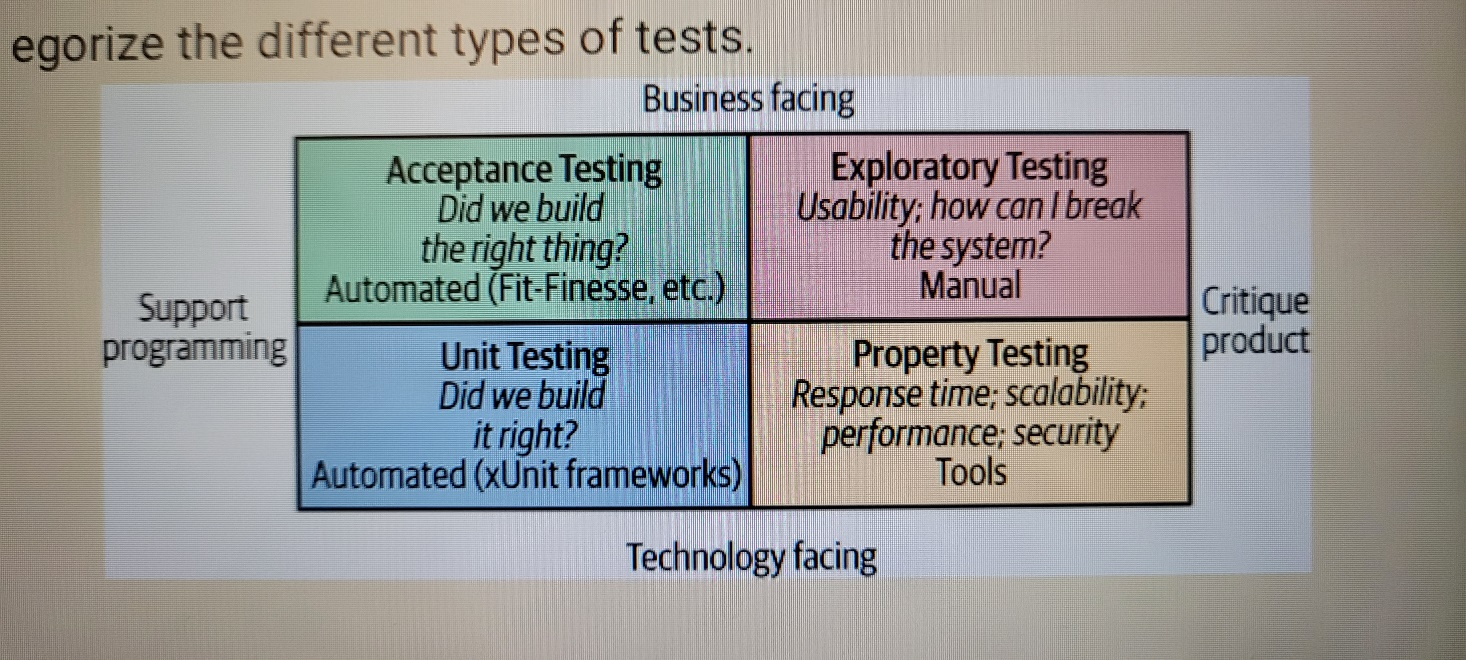 egorize the different types of tests.
Business facing
Acceptance Testing
Did we build
the right thing?
Automated (Fit-Finesse, etc.)
Exploratory Testing
Usability; how can I break
the system?
Manual
Support
programming
Critique
product
Unit Testing
Did we build
it right?
Automated (xUnit frameworks)
Property Testing
Response time; scalability;
performance; security
Tools
Technology facing